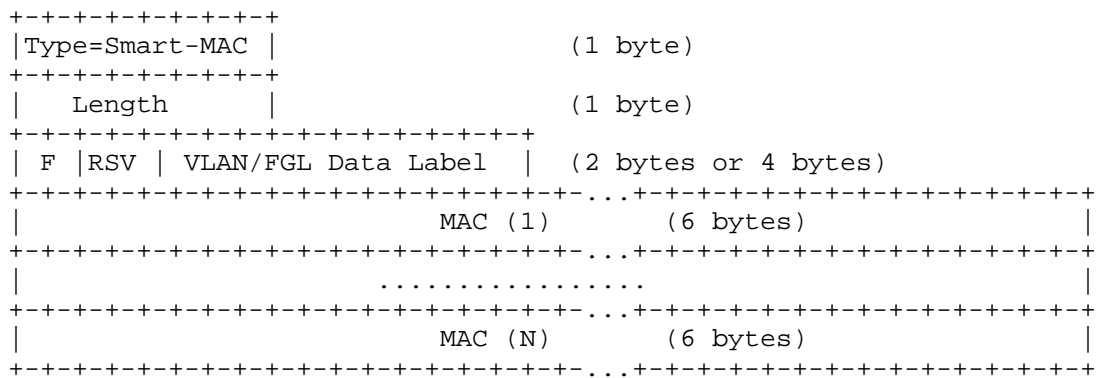 +-+-+-+-+-+-+-+-+
|Type=Smart-MAC | (1 byte)
+-+-+-+-+-+-+-+-+
| Length | (1 byte)
+-+-+-+-+-+-+-+-+-+-+-+-+-+-+-+-+
| F |RSV | VLAN/FGL Data Label | (2 bytes or 4 bytes)
+-+-+-+-+-+-+-+-+-+-+-+-+-+-+-+-+-+-...+-+-+-+-+-+-+-+-+-+-+-+-+-+-+
| MAC (1) (6 bytes) |
+-+-+-+-+-+-+-+-+-+-+-+-+-+-+-+-+-+-...+-+-+-+-+-+-+-+-+-+-+-+-+-+-+
| ................. |
+-+-+-+-+-+-+-+-+-+-+-+-+-+-+-+-+-+-...+-+-+-+-+-+-+-+-+-+-+-+-+-+-+
| MAC (N) (6 bytes) |
+-+-+-+-+-+-+-+-+-+-+-+-+-+-+-+-+-+-...+-+-+-+-+-+-+-+-+-+-+-+-+-+-+